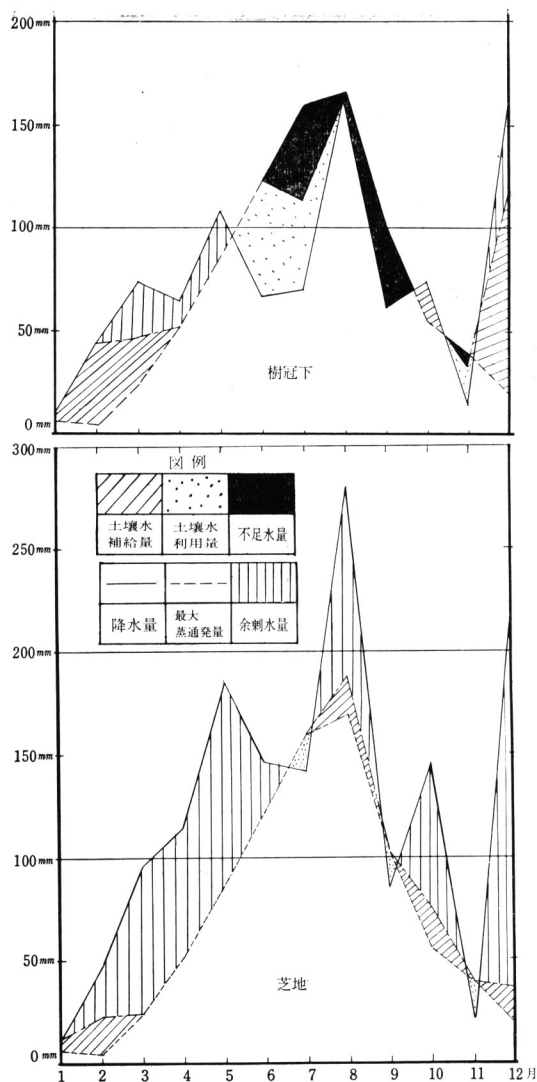 200mm
150mm
100mm
50mm
0mm
樹冠下
300mm
250mm
200mm
150mm
100mm
50mm
0mm
図例
土壌水
補給量
土壌水
利用量
不足水量
降水量
最大
蒸通発量
余剰水量
芝地
1 2 3 4 5 6 7 8 9 10 11 12月